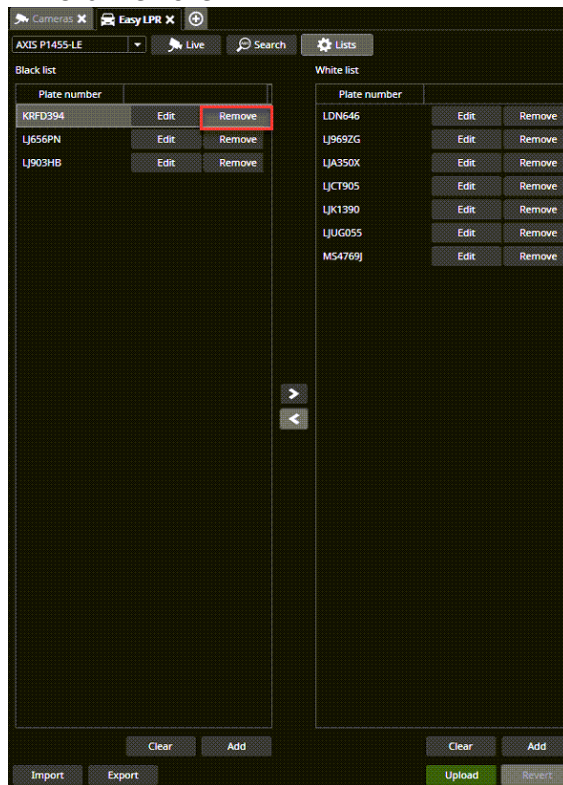 Cameras Easy LPR
AXIS P1455-LE Live Search Lists
Black list White list
Plate number Plate number
KRFD394 Edit Remove LDN646 Edit Remove
LJ656PN Edit Remove LJ969ZG Edit Remove
LJ903HB Edit Remove LJA350X Edit Remove
LJCT905 Edit Remove
LJK1390 Edit Remove
LJUG055 Edit Remove
MS4769J Edit Remove
Clear Add Clear Add
Import Export Upload Revert